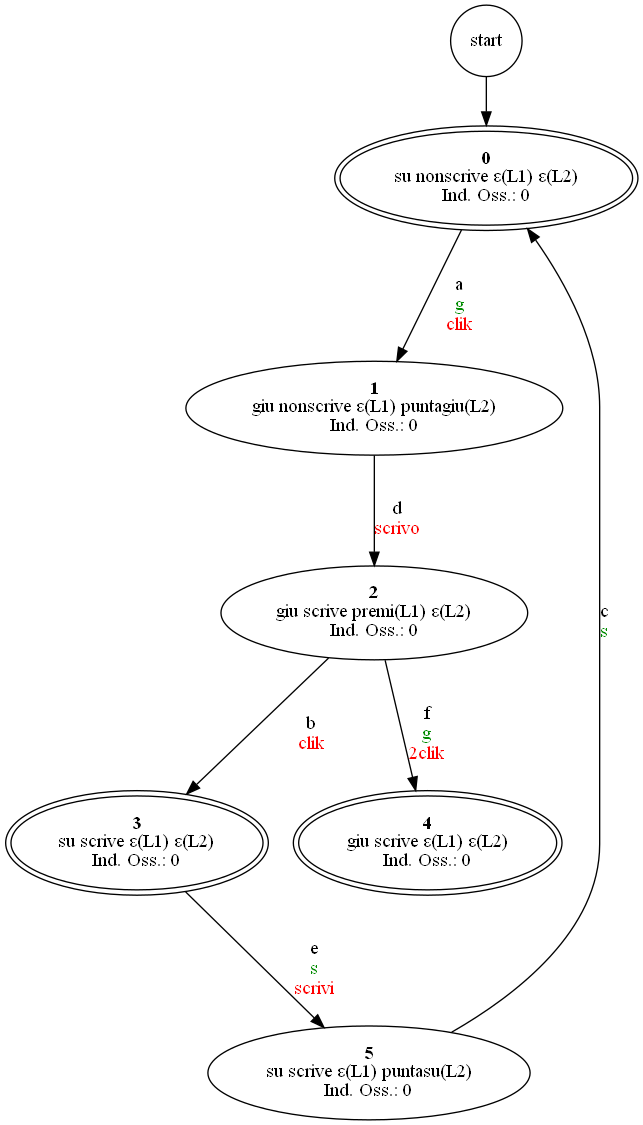 start
0
su nonscrive ε(L1) ε(L2)
Ind. Oss.: 0
a
g
clik
1
giu nonscrive ε(L1) puntagiu(L2)
Ind. Oss.: 0
d
scrivo
2
giu scrive premi(L1) ε(L2)
Ind. Oss.: 0
c
s
b
clik
f
g
2clik
3
su scrive ε(L1) ε(L2)
Ind. Oss.: 0
4
giu scrive ε(L1) ε(L2)
Ind. Oss.: 0
e
s
scrivi
5
su scrive ε(L1) puntasu(L2)
Ind. Oss.: 0